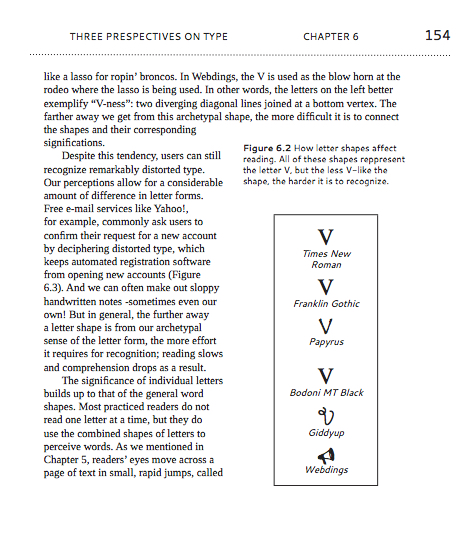 THREE PRESPECTIVES ON TYPE CHAPTER 6 154
like a lasso for ropin' broncos. In Webdings, the V is used as the blow horn at the
rodeo where the lasso is being used. In other words, the letters on the left better
exemplify “V-ness”: two diverging diagonal lines joined at a bottom vertex. The
farther away we get from this archetypal shape, the more difficult it is to connect
the shapes and their corresponding
significations.
Despite this tendency, users can still
recognize remarkably distorted type.
Our perceptions allow for a considerable
amount of difference in letter forms.
Free e-mail services like Yahoo!,
for example, commonly ask users to
confirm their request for a new account
by deciphering distorted type, which
keeps automated registration software
from opening new accounts (Figure
6.3). And we can often make out sloppy
handwritten notes -sometimes even our
own! But in general, the further away
a letter shape is from our archetypal
sense of the letter form, the more effort
it requires for recognition; reading slows
and comprehension drops as a result.
The significance of individual letters
builds up to that of the general word
shapes. Most practiced readers do not
read one letter at a time, but they do
use the combined shapes of letters to
perceive words. As we mentioned in
Chapter 5, readers' eyes move across a
page of text in small, rapid jumps, called
Figure 6.2 How letter shapes affect
reading. All of these shapes reppresent
the letter V, but the less V-like the
shape, the harder it is to recognize.
V
Times New
Roman
V
Franklin Gothic
V
Papyrus
V
Bodoni MT Black
V
Giddyup
Webdings